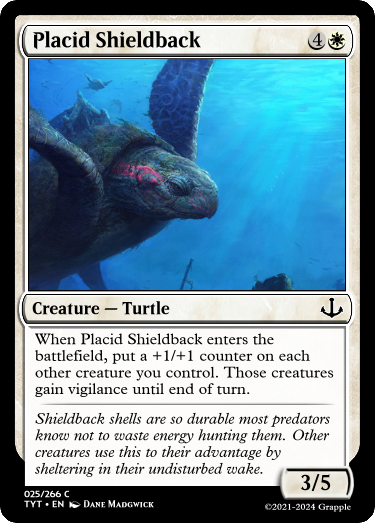 Placid Shieldback 4
Creature — Turtle
When Placid Shieldback enters the
battlefield, put a +1/+1 counter on each
other creature you control. Those creatures
gain vigilance until end of turn.
Shieldback shells are so durable most predators
know not to waste energy hunting them. Other
creatures use this to their advantage by
sheltering in their undisturbed wake.
3/5
025/266 C
TYT • EN Dane Madgwick
©2021-2024 Grapple